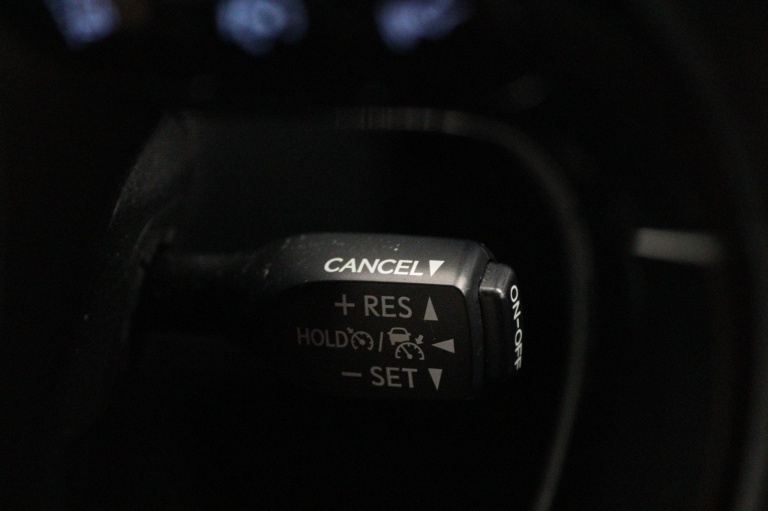 CANCEL▼
+ RES ▲
HOLD / ◄
− SET ▼
ON-OFF